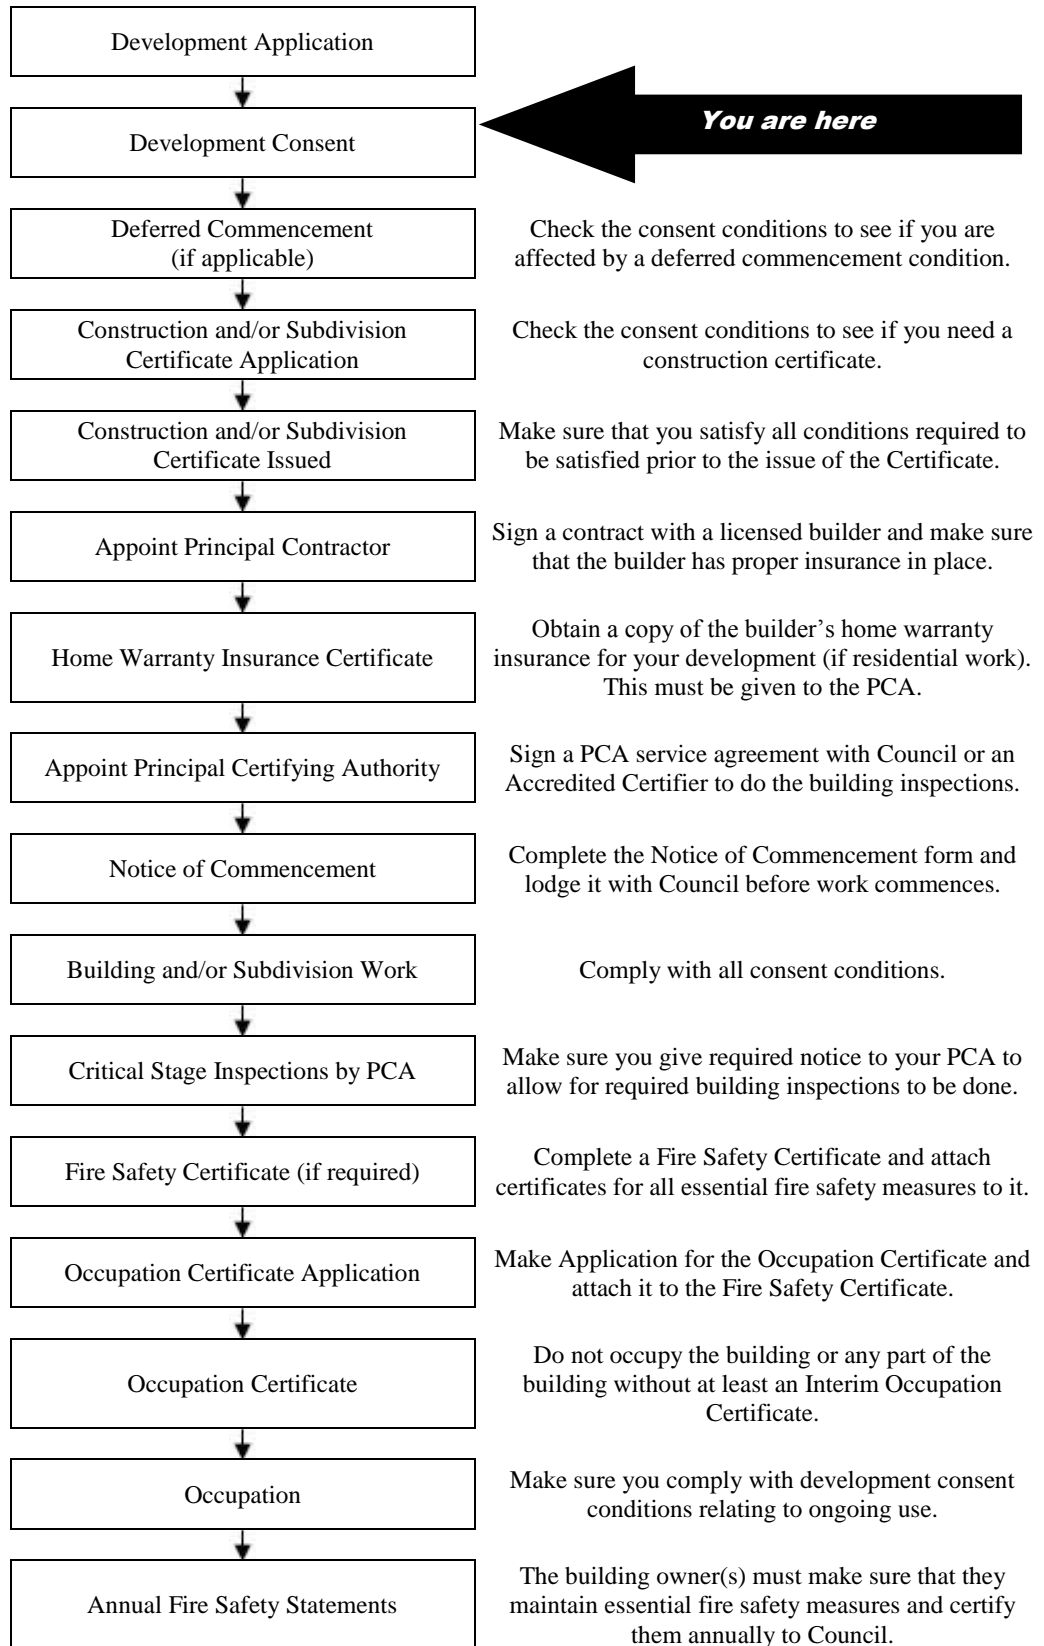 Development Application
Development Consent
You are here
Deferred Commencement
(if applicable)
Check the consent conditions to see if you are
affected by a deferred commencement condition.
Construction and/or Subdivision
Certificate Application
Check the consent conditions to see if you need a
construction certificate.
Construction and/or Subdivision
Certificate Issued
Make sure that you satisfy all conditions required to
be satisfied prior to the issue of the Certificate.
Appoint Principal Contractor
Sign a contract with a licensed builder and make sure
that the builder has proper insurance in place.
Home Warranty Insurance Certificate
Obtain a copy of the builder’s home warranty
insurance for your development (if residential work).
This must be given to the PCA.
Appoint Principal Certifying Authority
Sign a PCA service agreement with Council or an
Accredited Certifier to do the building inspections.
Notice of Commencement
Complete the Notice of Commencement form and
lodge it with Council before work commences.
Building and/or Subdivision Work
Comply with all consent conditions.
Critical Stage Inspections by PCA
Make sure you give required notice to your PCA to
allow for required building inspections to be done.
Fire Safety Certificate (if required)
Complete a Fire Safety Certificate and attach
certificates for all essential fire safety measures to it.
Occupation Certificate Application
Make Application for the Occupation Certificate and
attach it to the Fire Safety Certificate.
Occupation Certificate
Do not occupy the building or any part of the
building without at least an Interim Occupation
Certificate.
Occupation
Make sure you comply with development consent
conditions relating to ongoing use.
Annual Fire Safety Statements
The building owner(s) must make sure that they
maintain essential fire safety measures and certify
them annually to Council.